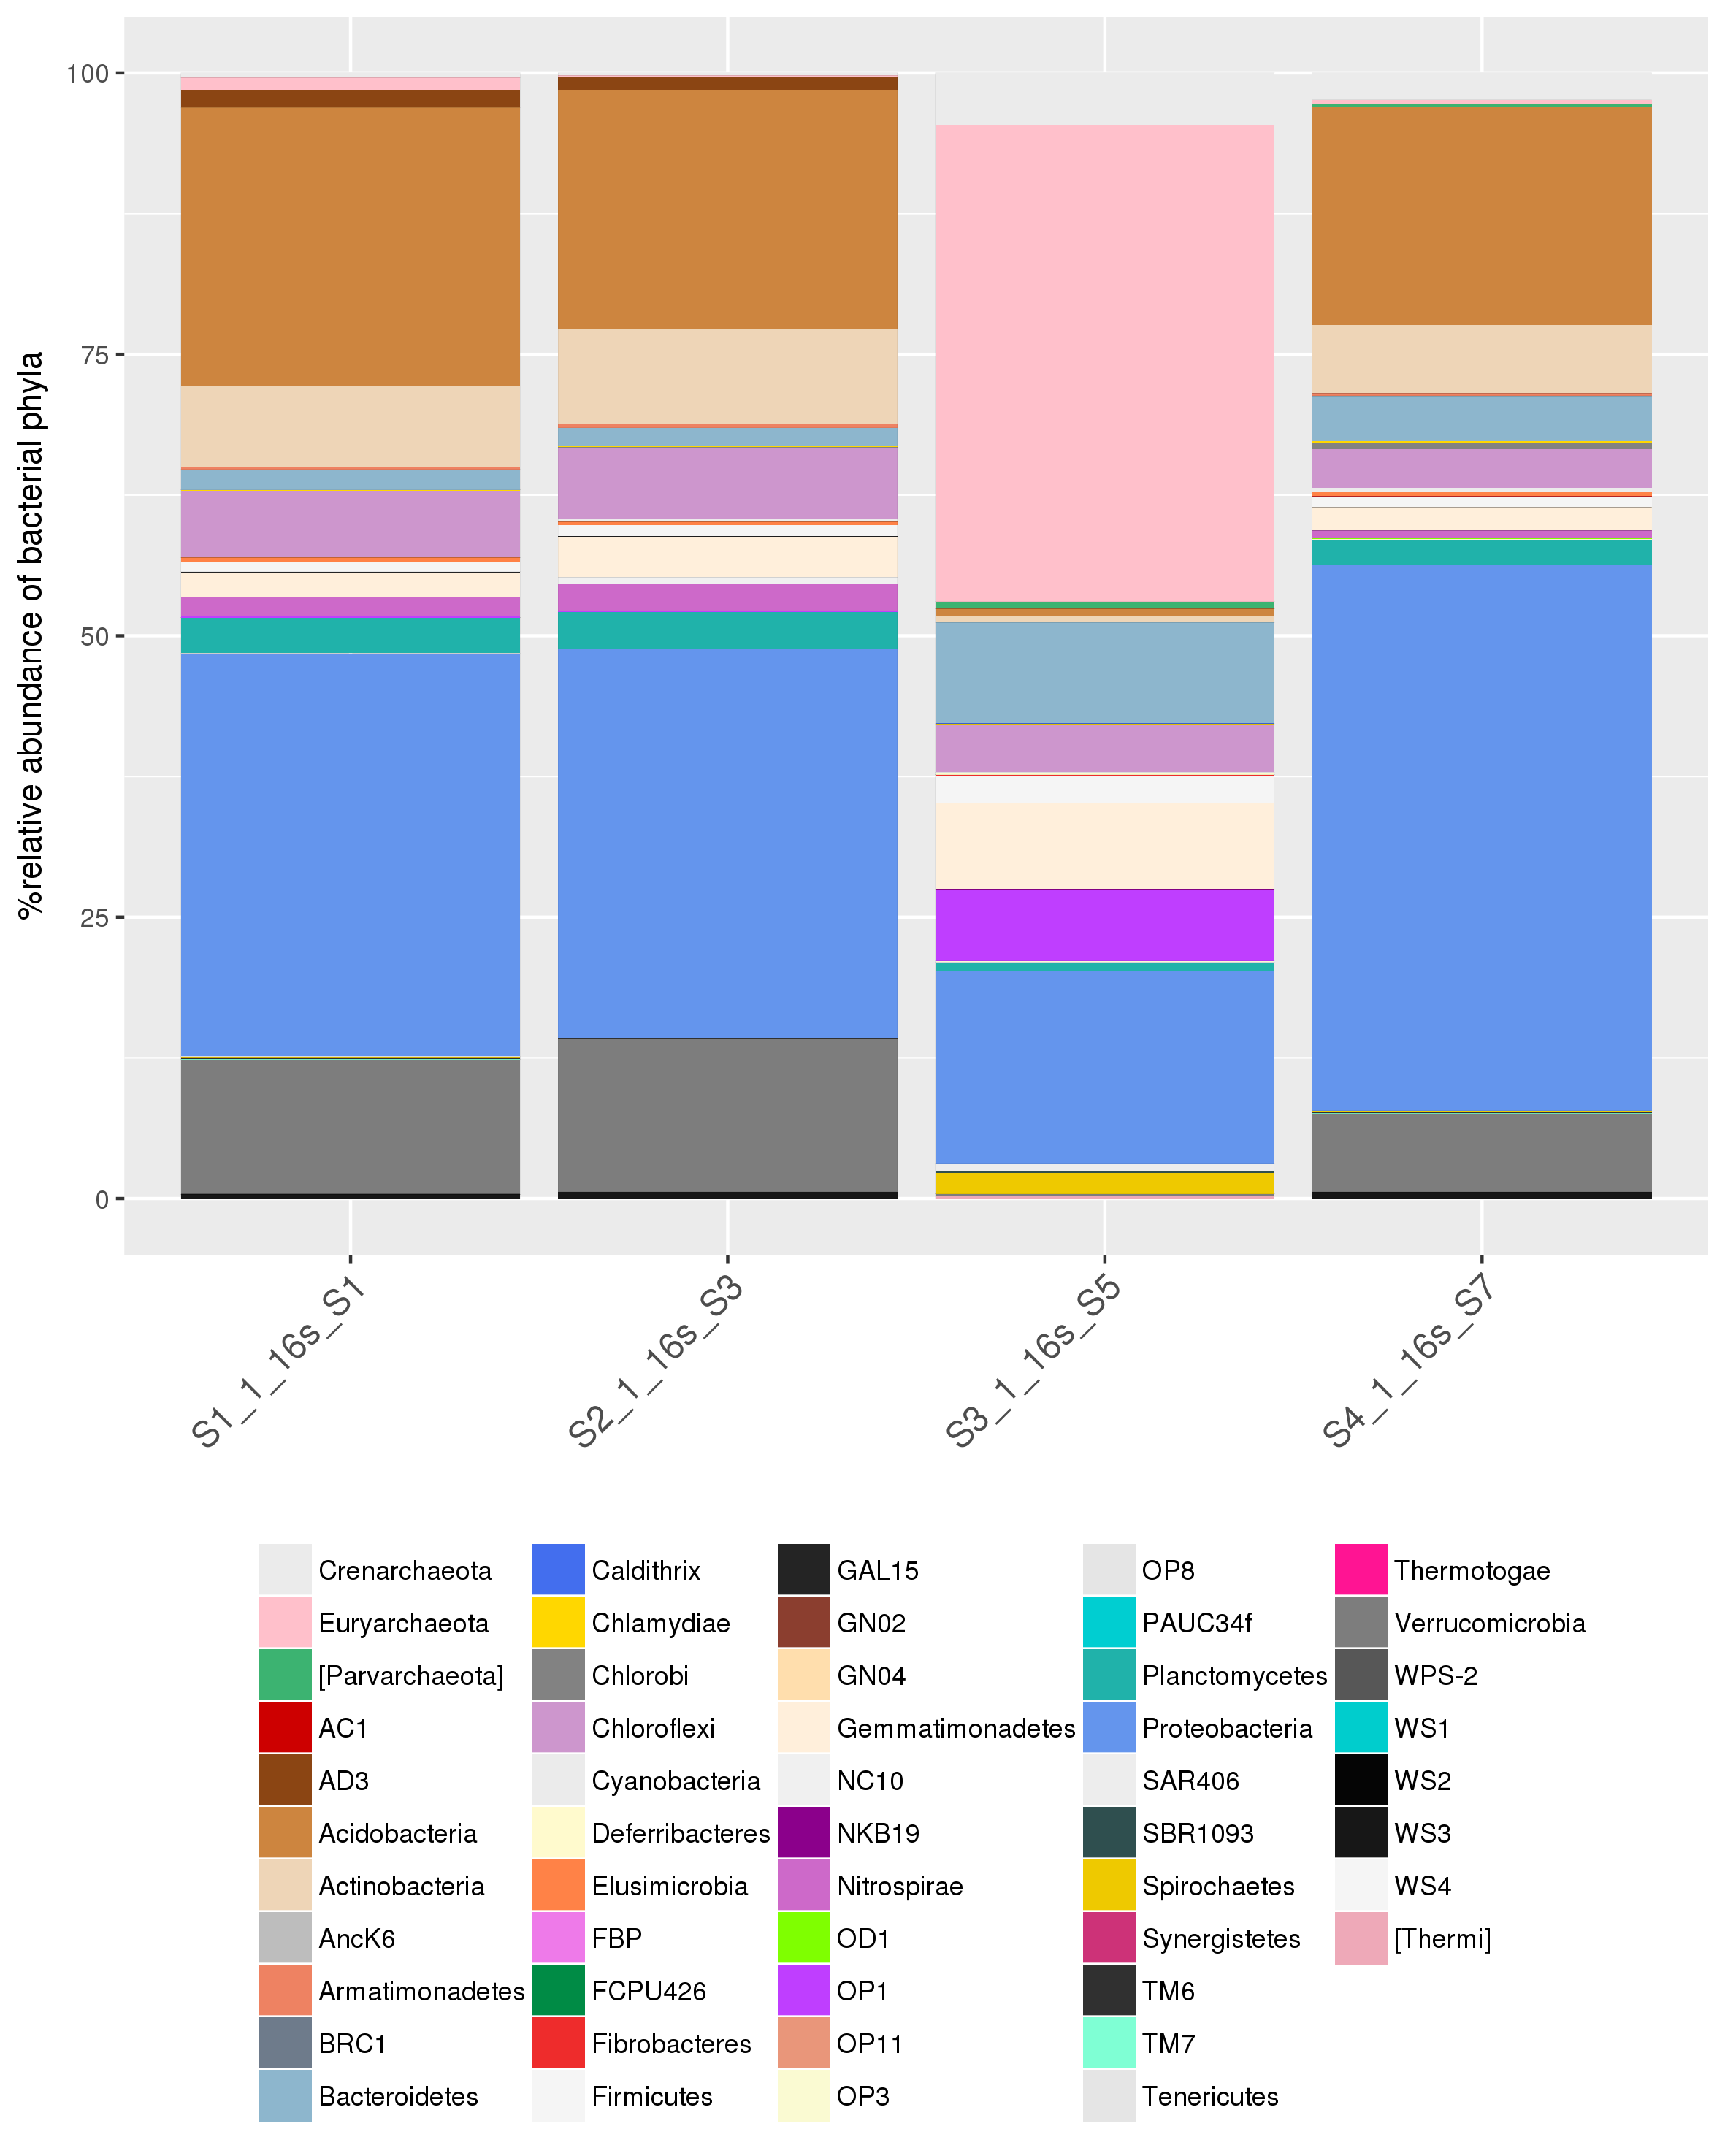 %relative abundance of bacterial phyla
100
75
50
25
0
S1_1_16s_S1
S2_1_16s_S3
S3_1_16s_S5
S4_1_16s_S7
Crenarchaeota
Euryarchaeota
[Parvarchaeota]
AC1
AD3
Acidobacteria
Actinobacteria
AncK6
Armatimonadetes
BRC1
Bacteroidetes
Caldithrix
Chlamydiae
Chlorobi
Chloroflexi
Cyanobacteria
Deferribacteres
Elusimicrobia
FBP
FCPU426
Fibrobacteres
Firmicutes
GAL15
GN02
GN04
Gemmatimonadetes
NC10
NKB19
Nitrospirae
OD1
OP1
OP11
OP3
OP8
PAUC34f
Planctomycetes
Proteobacteria
SAR406
SBR1093
Spirochaetes
Synergistetes
TM6
TM7
Tenericutes
Thermotogae
Verrucomicrobia
WPS-2
WS1
WS2
WS3
WS4
[Thermi]